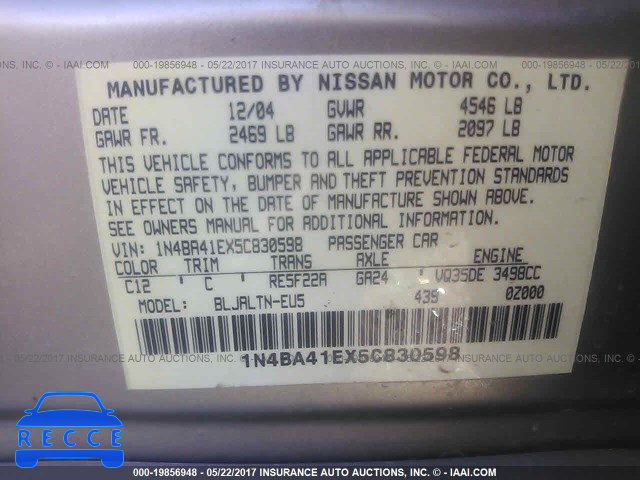 000-19856948 - 05/22/2017 INSURANCE AUTO AUCTIONS, INC. © - IAAI.COM
MANUFACTURED BY NISSAN MOTOR CO., LTD.
DATE 12/04 GVWR 4546 LB
GAWR FR. 2469 LB GAWR RR. 2097 LB
THIS VEHICLE CONFORMS TO ALL APPLICABLE FEDERAL MOTOR
VEHICLE SAFETY, BUMPER AND THEFT PREVENTION STANDARDS
IN EFFECT ON THE DATE OF MANUFACTURE SHOWN ABOVE.
SEE OWNERS MANUAL FOR ADDITIONAL INFORMATION.
VIN: 1N4BA41EX5C830598 PASSENGER CAR
COLOR TRIM TRANS AXLE ENGINE
C12 C RE5F22A GA24 VQ35DE 3498CC
MODEL: BLJALTN-EU5 435 0Z000
1N4BA41EX5C830598
RECCE
000-19856948 - 05/22/2017 INSURANCE AUTO AUCTIONS, INC. © - IAAI.COM